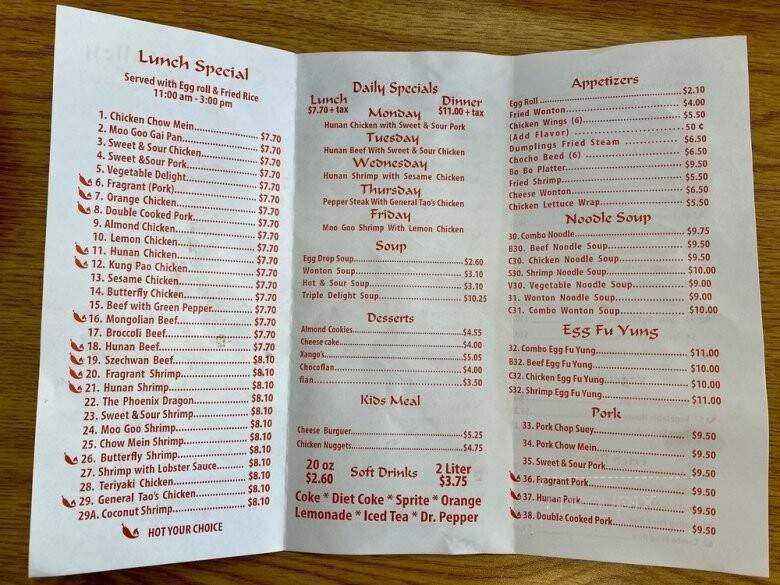 Lunch Special
Served with Egg roll & Fried Rice
11:00 am - 3:00 pm
1. Chicken Chow Mein $7.70
2. Moo Goo Gai Pan $7.70
3. Sweet & Sour Chicken $7.70
4. Sweet &Sour Pork $7.70
5. Vegetable Delight $7.70
6. Fragrant (Pork) $7.70
7. Orange Chicken $7.70
8. Double Cooked Pork $7.70
9. Almond Chicken $7.70
10. Lemon Chicken $7.70
11. Hunan Chicken $7.70
12. Kung Pao Chicken $7.70
13. Sesame Chicken $7.70
14. Butterfly Chicken $7.70
15. Beef with Green Pepper $7.70
16. Mongolian Beef $7.70
17. Broccoli Beef $7.70
18. Hunan Beef $7.70
19. Szechwan Beef $8.10
20. Fragrant Shrimp $8.10
21. Hunan Shrimp $8.10
22. The Phoenix Dragon $8.10
23. Sweet & Sour Shrimp $8.10
24. Moo Goo Shrimp $8.10
25. Chow Mein Shrimp $8.10
26. Butterfly Shrimp $8.10
27. Shrimp with Lobster Sauce $8.10
28. Teriyaki Chicken $8.10
29. General Tao's Chicken $8.10
29A. Coconut Shrimp $8.10
HOT YOUR CHOICE
Daily Specials
Lunch Dinner
$7.70 + tax $11.00 + tax
Monday
Hunan Chicken with Sweet & Sour Pork
Tuesday
Hunan Beef With Sweet & Sour Chicken
Wednesday
Hunan Shrimp with Sesame Chicken
Thursday
Pepper Steak With General Tao's Chicken
Friday
Moo Goo Shrimp With Lemon Chicken
Soup
Egg Drop Soup $2.60
Wonton Soup $3.10
Hot & Sour Soup $3.10
Triple Delight Soup $10.25
Desserts
Almond Cookies $4.55
Cheese cake $4.00
Xango's $5.05
Chocoflan $4.00
flan $3.50
Kids Meal
Cheese Burguer $5.25
Chicken Nuggets $4.75
20 oz Soft Drinks 2 Liter
$2.60 $3.75
Coke * Diet Coke * Sprite * Orange
Lemonade * Iced Tea * Dr. Pepper
Appetizers
Egg Roll $2.10
Fried Wonton $4.00
Chicken Wings (6) $5.50
(Add Flavor) 50 ¢
Dumplings Fried Steam $6.50
Chocho Beed (6) $6.50
Bo Bo Platter $9.50
Fried Shrimp $5.50
Cheese Wonton $6.50
Chicken Lettuce Wrap $5.50
Noodle Soup
30. Combo Noodle $9.75
B30. Beef Noodle Soup $9.50
C30. Chicken Noodle Soup $9.50
S30. Shrimp Noodle Soup $10.00
V30. Vegetable Noodle Soup $9.00
31. Wonton Noodle Soup $9.00
C31. Combo Wonton Soup $10.00
Egg Fu Yung
32. Combo Egg Fu Yung $11.00
B32. Beef Egg Fu Yung $10.00
C32. Chicken Egg Fu Yung $10.00
S32. Shrimp Egg Fu Yung $11.00
Pork
33. Pork Chop Suey $9.50
34. Pork Chow Mein $9.50
35. Sweet & Sour Pork $9.50
36. Fragrant Pork $9.50
37. Hunan Pork $9.50
38. Double Cooked Pork $9.50